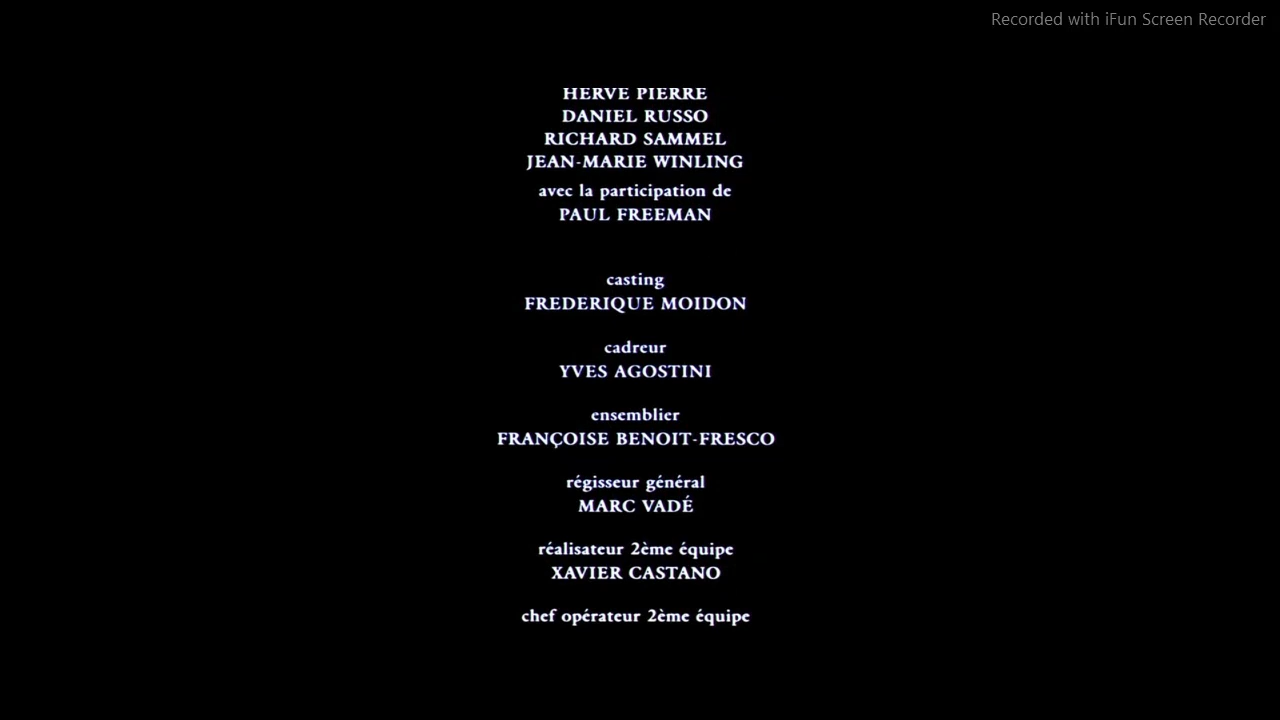 Recorded with iFun Screen Recorder
HERVE PIERRE
DANIEL RUSSO
RICHARD SAMMEL
JEAN-MARIE WINLING
avec la participation de
PAUL FREEMAN
casting
FREDERIQUE MOIDON
cadreur
YVES AGOSTINI
ensemblier
FRANÇOISE BENOIT-FRESCO
régisseur général
MARC VADÉ
réalisateur 2ème équipe
XAVIER CASTANO
chef opérateur 2ème équipe